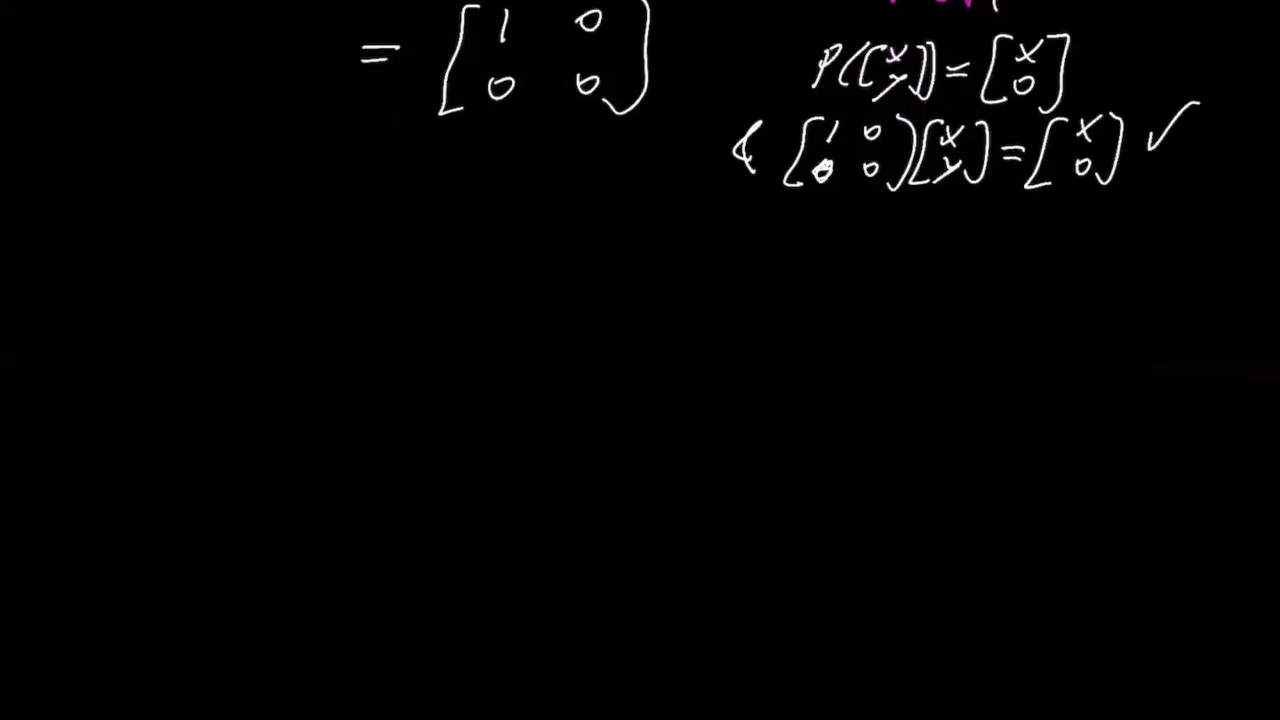 = [1 0
0 0]
P([x
y]) = [x
0]
& [1 0
0 0][x
y] = [x
0] ✓